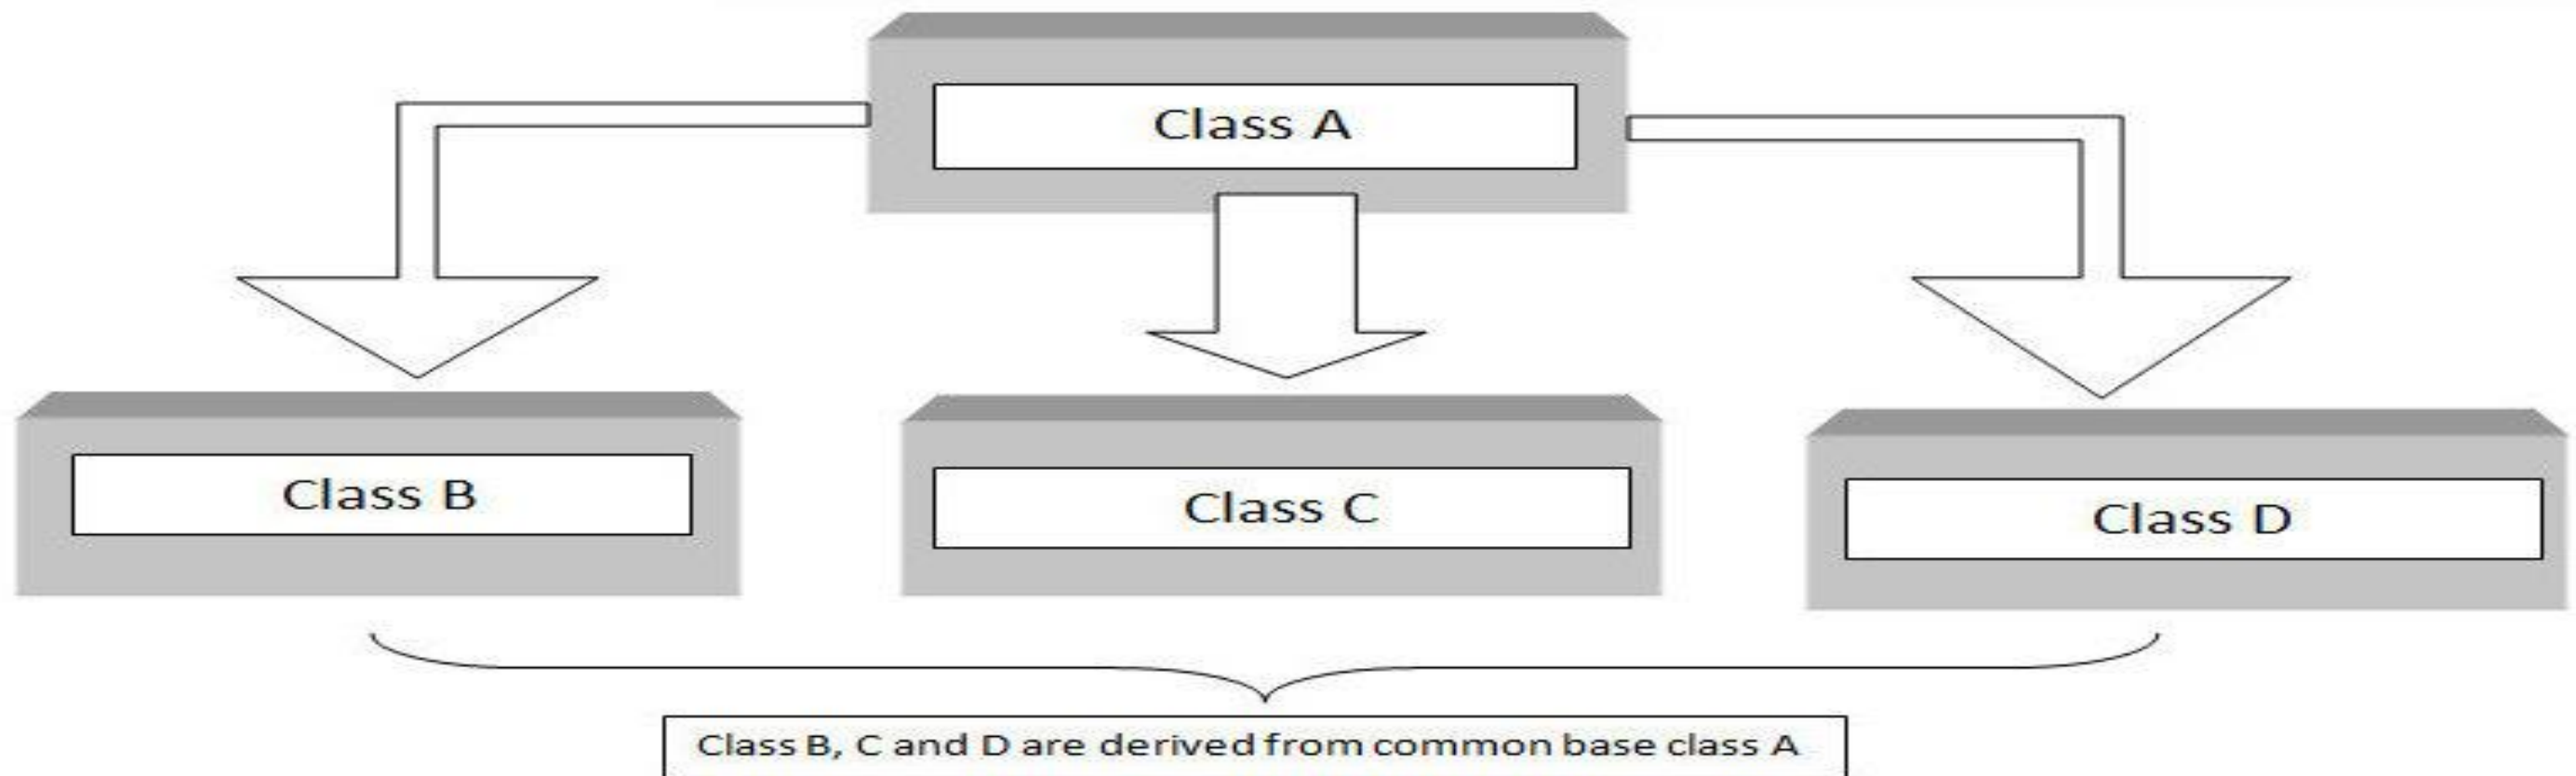 Class A
Class B
Class C
Class D
Class B, C and D are derived from common base class A